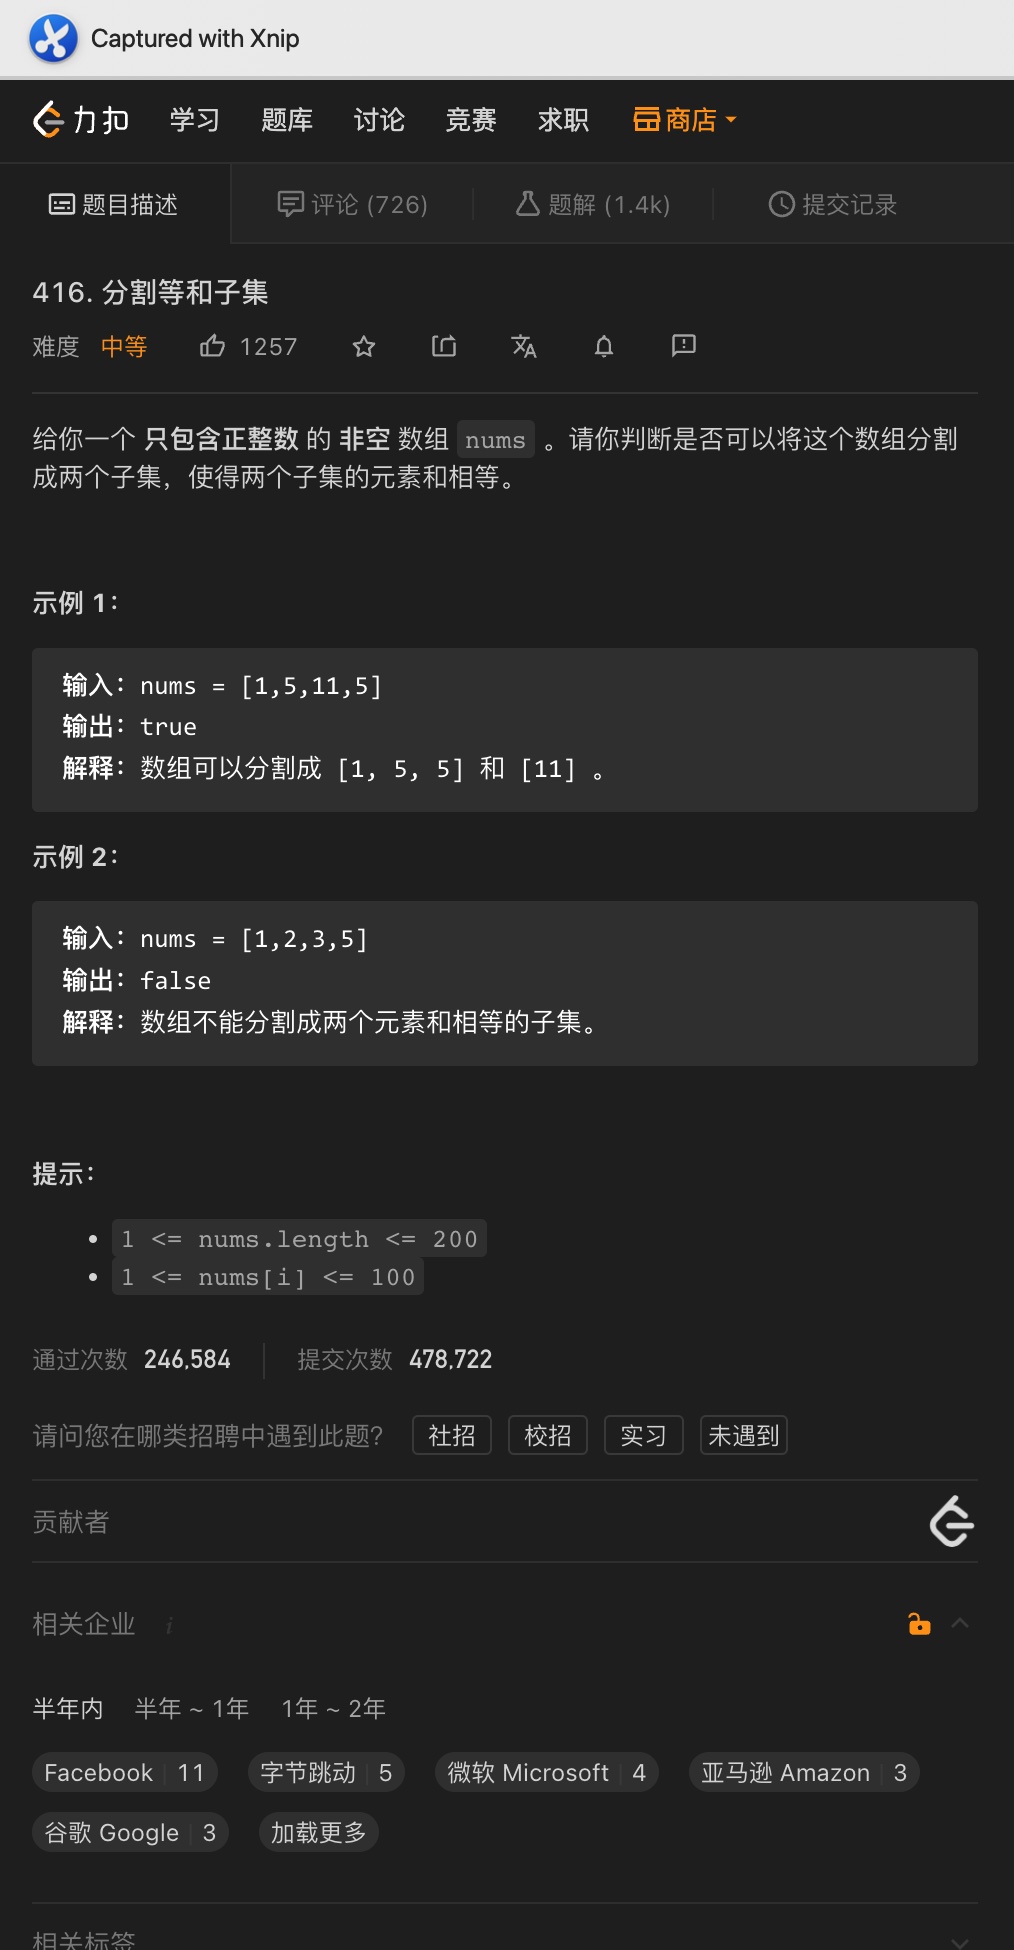 Captured with Xnip
力扣 学习 题库 讨论 竞赛 求职 商店
题目描述 评论 (726) 题解 (1.4k) 提交记录
416. 分割等和子集
难度 中等 1257
给你一个 只包含正整数 的 非空 数组 nums 。请你判断是否可以将这个数组分割
成两个子集，使得两个子集的元素和相等。
示例 1：
输入：nums = [1,5,11,5]
输出：true
解释：数组可以分割成 [1, 5, 5] 和 [11] 。
示例 2：
输入：nums = [1,2,3,5]
输出：false
解释：数组不能分割成两个元素和相等的子集。
提示：
• 1 <= nums.length <= 200
• 1 <= nums[i] <= 100
通过次数 246,584 提交次数 478,722
请问您在哪类招聘中遇到此题？ 社招 校招 实习 未遇到
贡献者
相关企业 i
半年内 半年 ~ 1年 1年 ~ 2年
Facebook 11 字节跳动 5 微软 Microsoft 4 亚马逊 Amazon 3
谷歌 Google 3 加载更多
相关标签